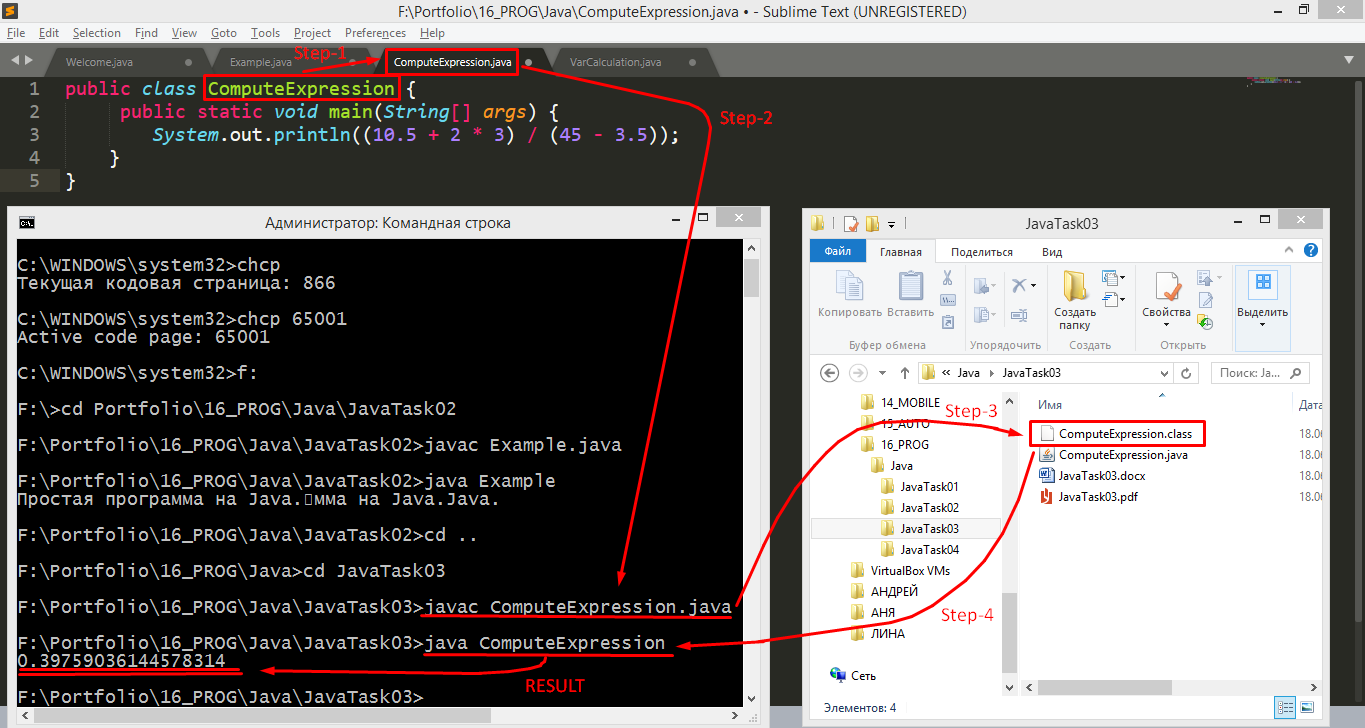 F:\Portfolio\16_PROG\Java\ComputeExpression.java • - Sublime Text (UNREGISTERED)
File Edit Selection Find View Goto Tools Project Preferences Help
Welcome.java Example.java Step-1 ComputeExpression.java VarCalculation.java
1 public class ComputeExpression {
2 public static void main(String[] args) {
3 System.out.println((10.5 + 2 * 3) / (45 - 3.5));
4 }
5 }
Step-2
Администратор: Командная строка
C:\WINDOWS\system32>chcp
Текущая кодовая страница: 866
C:\WINDOWS\system32>chcp 65001
Active code page: 65001
C:\WINDOWS\system32>f:
F:\>cd Portfolio\16_PROG\Java\JavaTask02
F:\Portfolio\16_PROG\Java\JavaTask02>javac Example.java
F:\Portfolio\16_PROG\Java\JavaTask02>java Example
Простая программа на Java.▯мма на Java.Java.
F:\Portfolio\16_PROG\Java\JavaTask02>cd ..
F:\Portfolio\16_PROG\Java>cd JavaTask03
F:\Portfolio\16_PROG\Java\JavaTask03>javac ComputeExpression.java
F:\Portfolio\16_PROG\Java\JavaTask03>java ComputeExpression
0.39759036144578314
RESULT
F:\Portfolio\16_PROG\Java\JavaTask03>
JavaTask03
Файл Главная Поделиться Вид
Копировать Вставить Создать папку Свойства Выделить
Буфер обмена Упорядочить Создать Открыть
« Java JavaTask03 Поиск: Ja...
Имя Дата
14_MOBILE
15_AUTO
16_PROG
Java
JavaTask01
JavaTask02
JavaTask03
JavaTask04
VirtualBox VMs
АНДРЕЙ
АНЯ
ЛИНА
Сеть
Step-3
ComputeExpression.class 18.06
ComputeExpression.java 18.06
JavaTask03.docx 18.06
JavaTask03.pdf 18.06
Step-4
Элементов: 4